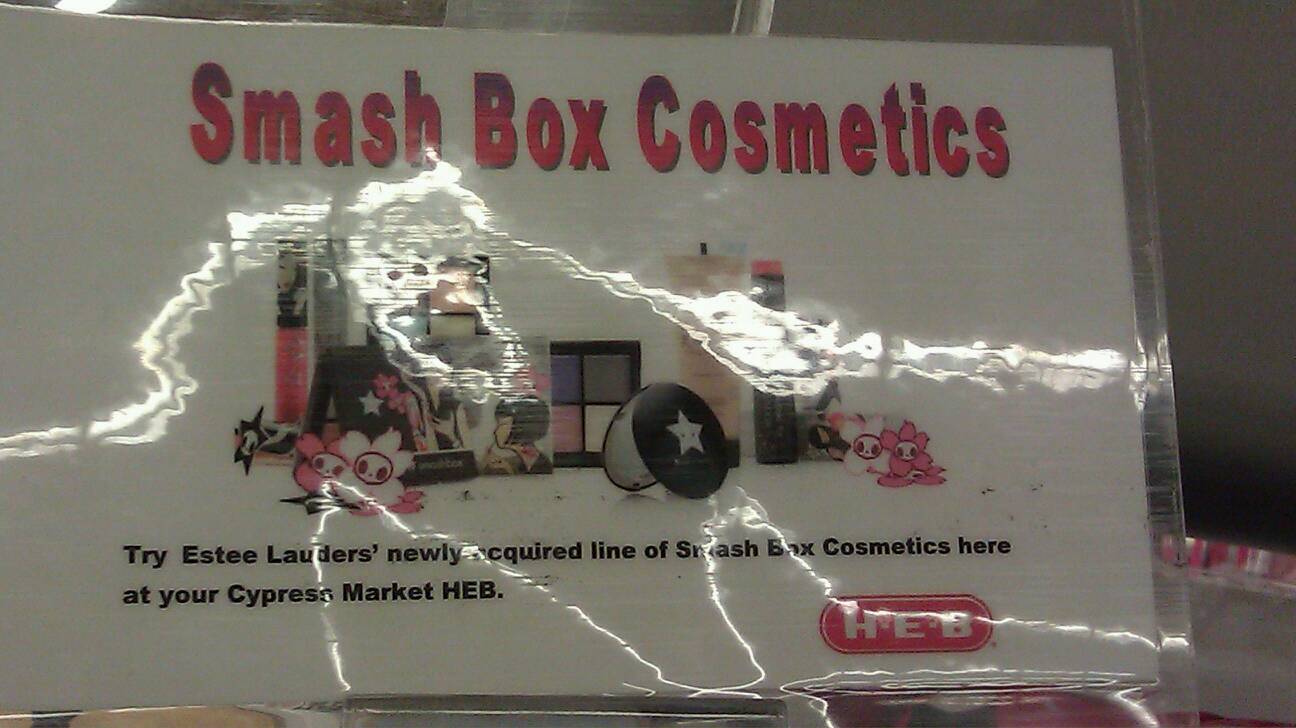 Smash Box Cosmetics
smashbox
Try Estee Lauders' newly acquired line of Smash Box Cosmetics here
at your Cypress Market HEB.
H·E·B